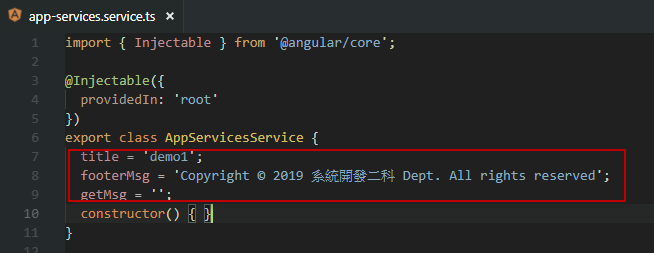 app-services.service.ts ×
1 import { Injectable } from '@angular/core';
2
3 @Injectable({
4 providedIn: 'root'
5 })
6 export class AppServicesService {
7 title = 'demo1';
8 footerMsg = 'Copyright © 2019 系統開發二科 Dept. All rights reserved';
9 getMsg = '';
10 constructor() { }
11 }
12